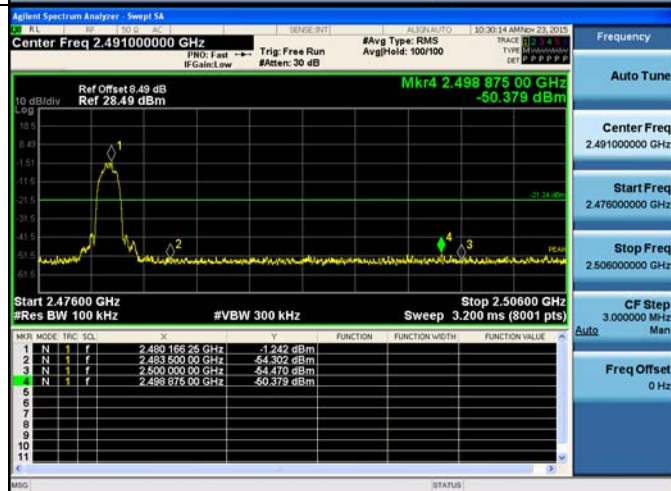 Agilent Spectrum Analyzer - Swept SA
RL RF 50 Ω AC SENSE:INT ALIGNAUTO 10:30:14 AM Nov 23, 2015
Center Freq 2.491000000 GHz
PNO: Fast
IFGain:Low
Trig: Free Run
#Atten: 30 dB
#Avg Type: RMS
Avg|Hold: 100/100
TRACE 1 2 3 4 5 6
TYPE M
DET P P P P P P
Mkr4 2.498 875 00 GHz
-50.379 dBm
Ref Offset 8.49 dB
10 dB/div Ref 28.49 dBm
Log
18.5
8.49
-1.51
-11.5
-21.5
-31.5
-41.5
-51.5
-61.5
1
2
4
3
-21.24 dBm
PEAK
Start 2.47600 GHz Stop 2.50600 GHz
#Res BW 100 kHz #VBW 300 kHz Sweep 3.200 ms (8001 pts)
MKR MODE TRC SCL X Y FUNCTION FUNCTION WIDTH FUNCTION VALUE
1 N 1 f 2.480 166 25 GHz -1.242 dBm
2 N 1 f 2.483 500 00 GHz -54.302 dBm
3 N 1 f 2.500 000 00 GHz -54.470 dBm
4 N 1 f 2.498 875 00 GHz -50.379 dBm
5
6
7
8
9
10
11
MSG STATUS
Frequency
Auto Tune
Center Freq
2.491000000 GHz
Start Freq
2.476000000 GHz
Stop Freq
2.506000000 GHz
CF Step
3.000000 MHz
Auto Man
Freq Offset
0 Hz